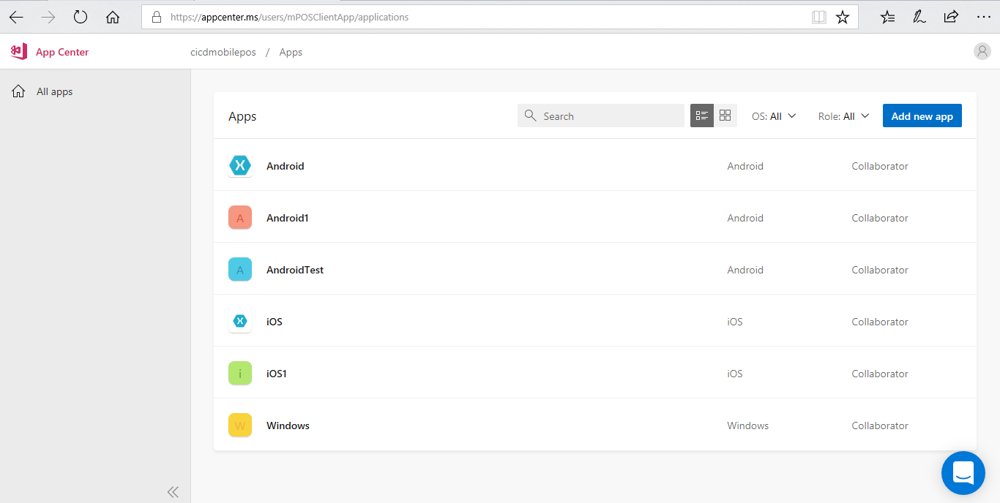 https://appcenter.ms/users/mPOSClientApp/applications
App Center
cicdmobilepos / Apps
All apps
Apps
Search
OS: All
Role: All
Add new app
X Android Android Collaborator
A Android1 Android Collaborator
A AndroidTest Android Collaborator
X iOS iOS Collaborator
i iOS1 iOS Collaborator
W Windows Windows Collaborator